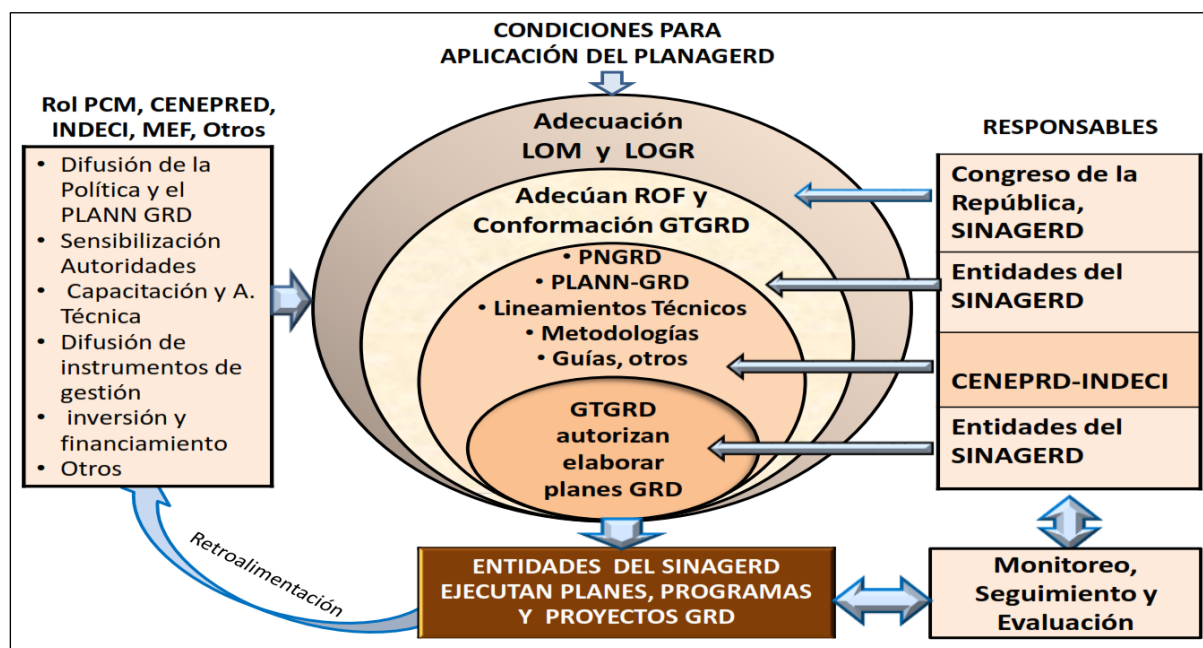 CONDICIONES PARA
APLICACIÓN DEL PLANAGERD
Rol PCM, CENEPRED,
INDECI, MEF, Otros
• Difusión de la
Política y el
PLANN GRD
• Sensibilización
Autoridades
• Capacitación y A.
Técnica
• Difusión de
instrumentos de
gestión
• inversión y
financiamiento
• Otros
Adecuación
LOM y LOGR
Adecúan ROF y
Conformación GTGRD
• PNGRD
• PLANN-GRD
• Lineamientos Técnicos
• Metodologías
• Guías, otros
GTGRD
autorizan
elaborar
planes GRD
RESPONSABLES
Congreso de la
República,
SINAGERD
Entidades del
SINAGERD
CENEPRD-INDECI
Entidades del
SINAGERD
Retroalimentación
ENTIDADES DEL SINAGERD
EJECUTAN PLANES, PROGRAMAS
Y PROYECTOS GRD
Monitoreo,
Seguimiento y
Evaluación